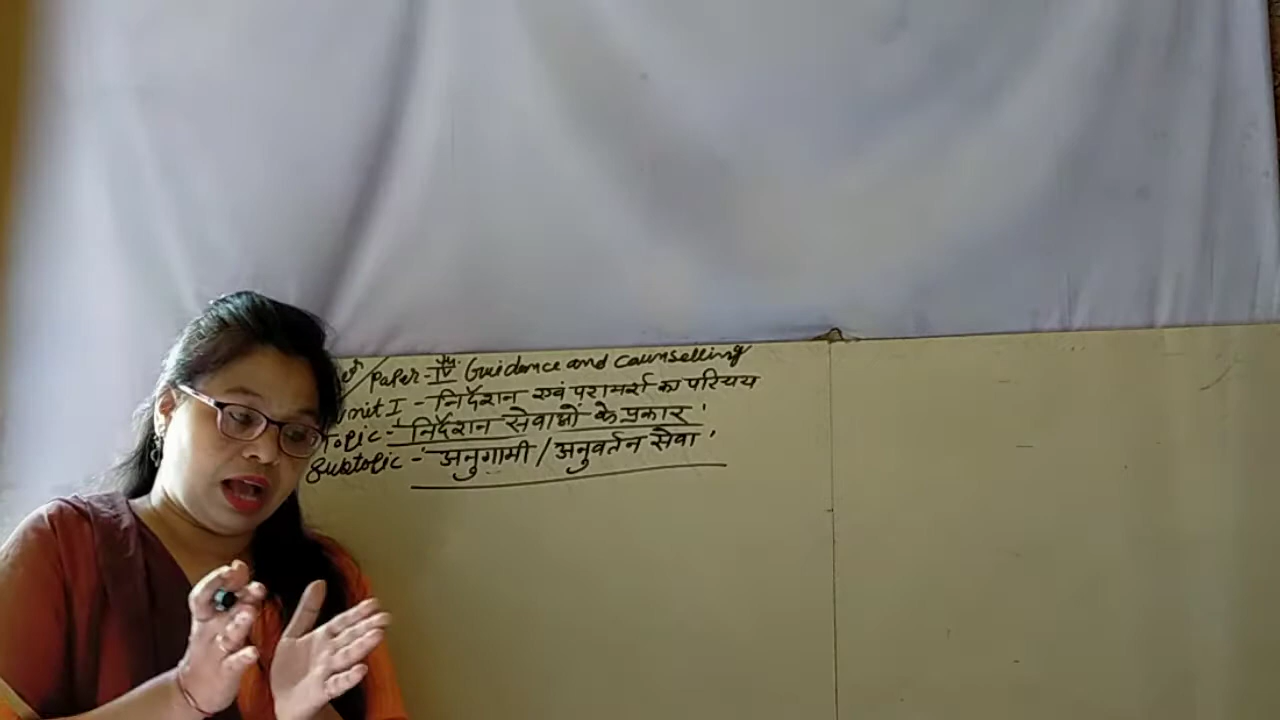 Paper-IV Guidance and counselling
Unit I - निर्देशन एवं परामर्श का परिचय
Topic - 'निर्देशन सेवाओं के प्रकार'
Subtopic - 'अनुगामी / अनुवर्तन सेवा'